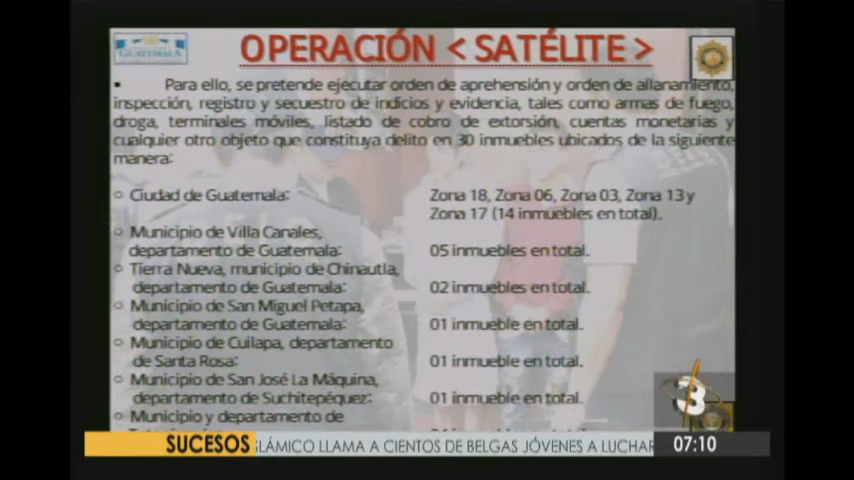 GUATEMALA
OPERACIÓN < SATÉLITE >
▪ Para ello, se pretende ejecutar orden de aprehensión y orden de allanamiento,
inspección, registro y secuestro de indicios y evidencia, tales como armas de fuego,
droga, terminales móviles, listado de cobro de extorsión, cuentas monetarias y
cualquier otro objeto que constituya delito en 30 inmuebles ubicados de la siguiente
manera:
○ Ciudad de Guatemala: Zona 18, Zona 06, Zona 03, Zona 13 y
Zona 17 (14 inmuebles en total).
○ Municipio de Villa Canales,
departamento de Guatemala: 05 inmuebles en total.
○ Tierra Nueva, municipio de Chinautla,
departamento de Guatemala: 02 inmuebles en total.
○ Municipio de San Miguel Petapa,
departamento de Guatemala: 01 inmueble en total.
○ Municipio de Cuilapa, departamento
de Santa Rosa: 01 inmueble en total.
○ Municipio de San José La Máquina,
departamento de Suchitepéquez: 01 inmueble en total.
○ Municipio y departamento de
3
SUCESOS SLÁMICO LLAMA A CIENTOS DE BELGAS JÓVENES A LUCHAR 07:10